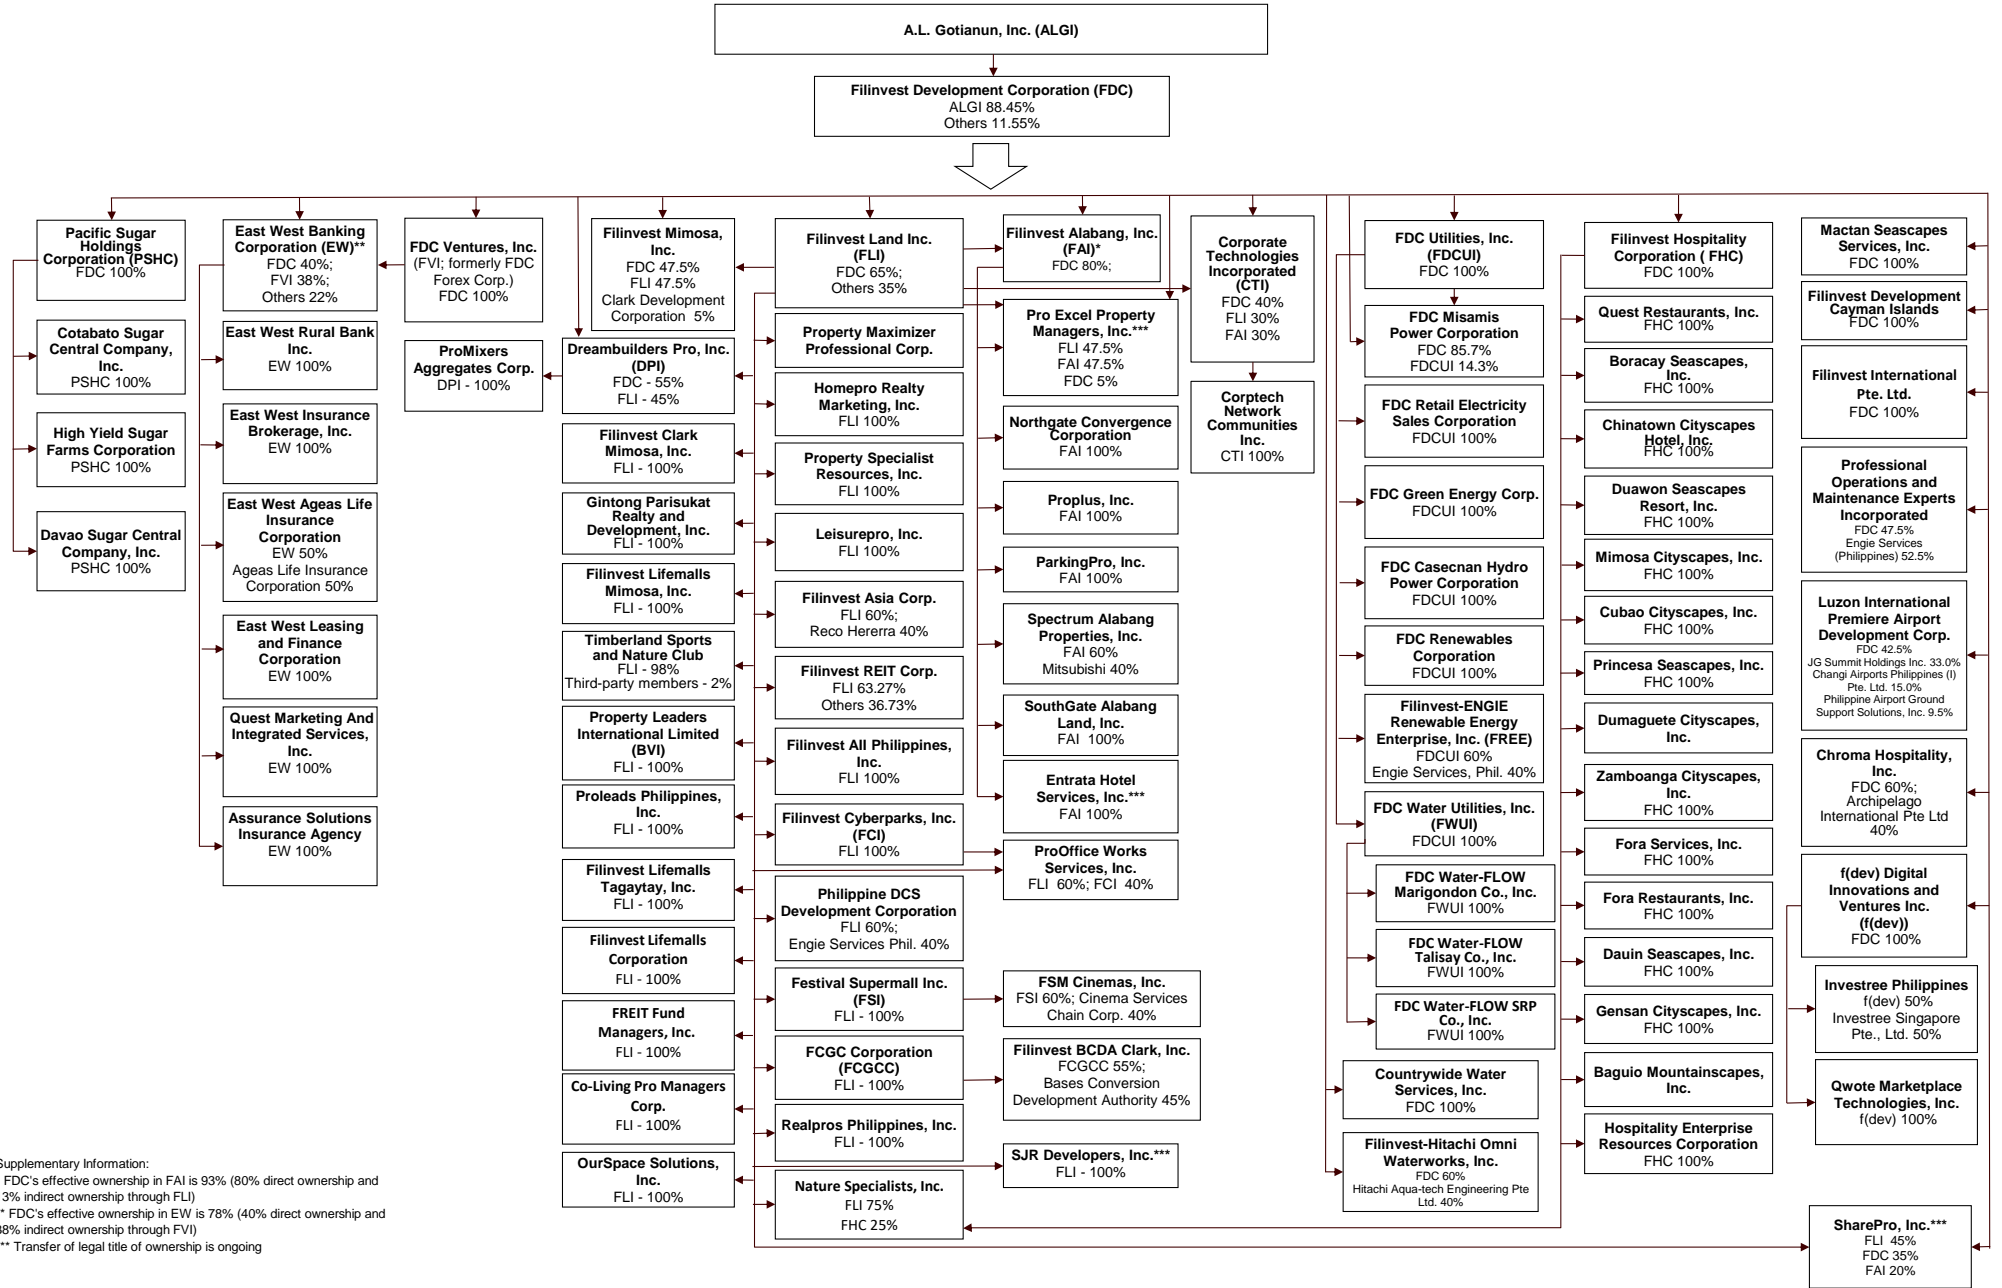 A.L. Gotianun, Inc. (ALGI)
Filinvest Development Corporation (FDC)
ALGI 88.45%
Others 11.55%
Pacific Sugar
Holdings
Corporation (PSHC)
FDC 100%
Cotabato Sugar
Central Company,
Inc.
PSHC 100%
High Yield Sugar
Farms Corporation
PSHC 100%
Davao Sugar Central
Company, Inc.
PSHC 100%
East West Banking
Corporation (EW)**
FDC 40%;
FVI 38%;
Others 22%
East West Rural Bank
Inc.
EW 100%
East West Insurance
Brokerage, Inc.
EW 100%
East West Ageas Life
Insurance
Corporation
EW 50%
Ageas Life Insurance
Corporation 50%
East West Leasing
and Finance
Corporation
EW 100%
Quest Marketing And
Integrated Services,
Inc.
EW 100%
Assurance Solutions
Insurance Agency
EW 100%
FDC Ventures, Inc.
(FVI; formerly FDC
Forex Corp.)
FDC 100%
ProMixers
Aggregates Corp.
DPI - 100%
Filinvest Mimosa,
Inc.
FDC 47.5%
FLI 47.5%
Clark Development
Corporation 5%
Dreambuilders Pro, Inc.
(DPI)
FDC - 55%
FLI - 45%
Filinvest Clark
Mimosa, Inc.
FLI - 100%
Gintong Parisukat
Realty and
Development, Inc.
FLI - 100%
Filinvest Lifemalls
Mimosa, Inc.
FLI - 100%
Timberland Sports
and Nature Club
FLI - 98%
Third-party members - 2%
Property Leaders
International Limited
(BVI)
FLI - 100%
Proleads Philippines,
Inc.
FLI - 100%
Filinvest Lifemalls
Tagaytay, Inc.
FLI - 100%
Filinvest Lifemalls
Corporation
FLI - 100%
FREIT Fund
Managers, Inc.
FLI - 100%
Co-Living Pro Managers
Corp.
FLI - 100%
OurSpace Solutions,
Inc.
FLI - 100%
Filinvest Land Inc.
(FLI)
FDC 65%;
Others 35%
Property Maximizer
Professional Corp.
Homepro Realty
Marketing, Inc.
FLI 100%
Property Specialist
Resources, Inc.
FLI 100%
Leisurepro, Inc.
FLI 100%
Filinvest Asia Corp.
FLI 60%;
Reco Hererra 40%
Filinvest REIT Corp.
FLI 63.27%
Others 36.73%
Filinvest All Philippines,
Inc.
FLI 100%
Filinvest Cyberparks, Inc.
(FCI)
FLI 100%
Philippine DCS
Development Corporation
FLI 60%;
Engie Services Phil. 40%
Festival Supermall Inc.
(FSI)
FLI - 100%
FCGC Corporation
(FCGCC)
FLI - 100%
Realpros Philippines, Inc.
FLI - 100%
Nature Specialists, Inc.
FLI 75%
FHC 25%
Filinvest Alabang, Inc.
(FAI)*
FDC 80%;
Pro Excel Property
Managers, Inc.***
FLI 47.5%
FAI 47.5%
FDC 5%
Northgate Convergence
Corporation
FAI 100%
Proplus, Inc.
FAI 100%
ParkingPro, Inc.
FAI 100%
Spectrum Alabang
Properties, Inc.
FAI 60%
Mitsubishi 40%
SouthGate Alabang
Land, Inc.
FAI 100%
Entrata Hotel
Services, Inc.***
FAI 100%
ProOffice Works
Services, Inc.
FLI 60%; FCI 40%
FSM Cinemas, Inc.
FSI 60%; Cinema Services
Chain Corp. 40%
Filinvest BCDA Clark, Inc.
FCGCC 55%;
Bases Conversion
Development Authority 45%
SJR Developers, Inc.***
FLI - 100%
Corporate
Technologies
Incorporated
(CTI)
FDC 40%
FLI 30%
FAI 30%
Corptech
Network
Communities
Inc.
CTI 100%
FDC Utilities, Inc.
(FDCUI)
FDC 100%
FDC Misamis
Power Corporation
FDC 85.7%
FDCUI 14.3%
FDC Retail Electricity
Sales Corporation
FDCUI 100%
FDC Green Energy Corp.
FDCUI 100%
FDC Casecnan Hydro
Power Corporation
FDCUI 100%
FDC Renewables
Corporation
FDCUI 100%
Filinvest-ENGIE
Renewable Energy
Enterprise, Inc. (FREE)
FDCUI 60%
Engie Services, Phil. 40%
FDC Water Utilities, Inc.
(FWUI)
FDCUI 100%
FDC Water-FLOW
Marigondon Co., Inc.
FWUI 100%
FDC Water-FLOW
Talisay Co., Inc.
FWUI 100%
FDC Water-FLOW SRP
Co., Inc.
FWUI 100%
Countrywide Water
Services, Inc.
FDC 100%
Filinvest-Hitachi Omni
Waterworks, Inc.
FDC 60%
Hitachi Aqua-tech Engineering Pte
Ltd. 40%
Filinvest Hospitality
Corporation ( FHC)
FDC 100%
Quest Restaurants, Inc.
FHC 100%
Boracay Seascapes,
Inc.
FHC 100%
Chinatown Cityscapes
Hotel, Inc.
FHC 100%
Duawon Seascapes
Resort, Inc.
FHC 100%
Mimosa Cityscapes, Inc.
FHC 100%
Cubao Cityscapes, Inc.
FHC 100%
Princesa Seascapes, Inc.
FHC 100%
Dumaguete Cityscapes,
Inc.
Zamboanga Cityscapes,
Inc.
FHC 100%
Fora Services, Inc.
FHC 100%
Fora Restaurants, Inc.
FHC 100%
Dauin Seascapes, Inc.
FHC 100%
Gensan Cityscapes, Inc.
FHC 100%
Baguio Mountainscapes,
Inc.
Hospitality Enterprise
Resources Corporation
FHC 100%
Mactan Seascapes
Services, Inc.
FDC 100%
Filinvest Development
Cayman Islands
FDC 100%
Filinvest International
Pte. Ltd.
FDC 100%
Professional
Operations and
Maintenance Experts
Incorporated
FDC 47.5%
Engie Services
(Philippines) 52.5%
Luzon International
Premiere Airport
Development Corp.
FDC 42.5%
JG Summit Holdings Inc. 33.0%
Changi Airports Philippines (I)
Pte. Ltd. 15.0%
Philippine Airport Ground
Support Solutions, Inc. 9.5%
Chroma Hospitality,
Inc.
FDC 60%;
Archipelago
International Pte Ltd
40%
f(dev) Digital
Innovations and
Ventures Inc.
(f(dev))
FDC 100%
Investree Philippines
f(dev) 50%
Investree Singapore
Pte., Ltd. 50%
Qwote Marketplace
Technologies, Inc.
f(dev) 100%
SharePro, Inc.***
FLI 45%
FDC 35%
FAI 20%
Supplementary Information:
FDC's effective ownership in FAI is 93% (80% direct ownership and
3% indirect ownership through FLI)
* FDC's effective ownership in EW is 78% (40% direct ownership and
38% indirect ownership through FVI)
** Transfer of legal title of ownership is ongoing